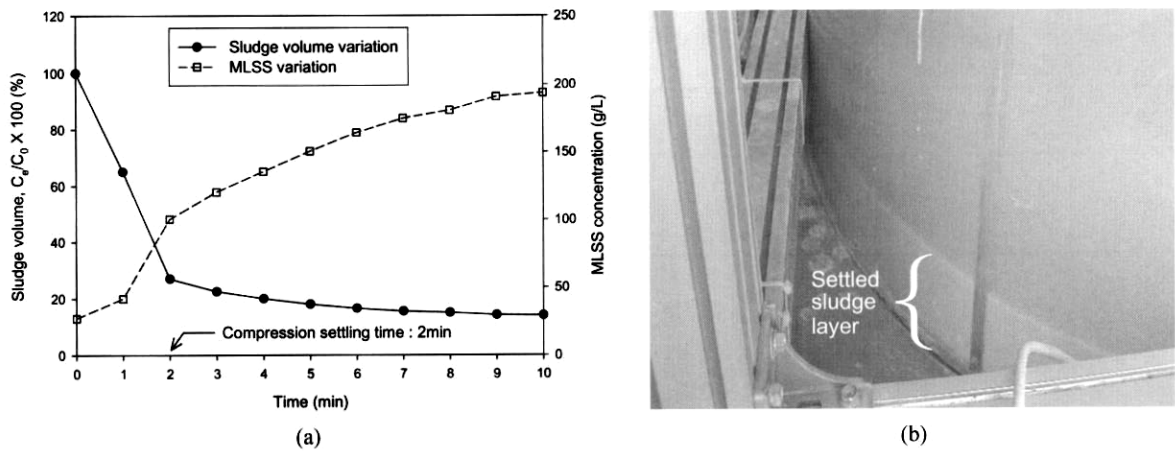 Sludge volume, Cₑ/C₀ X 100 (%)
120
100
80
60
40
20
0
Sludge volume variation
MLSS variation
Compression settling time : 2min
0 1 2 3 4 5 6 7 8 9 10
Time (min)
250
200
150
100
50
0
MLSS concentration (g/L)
(a)
Settled
sludge
layer
(b)